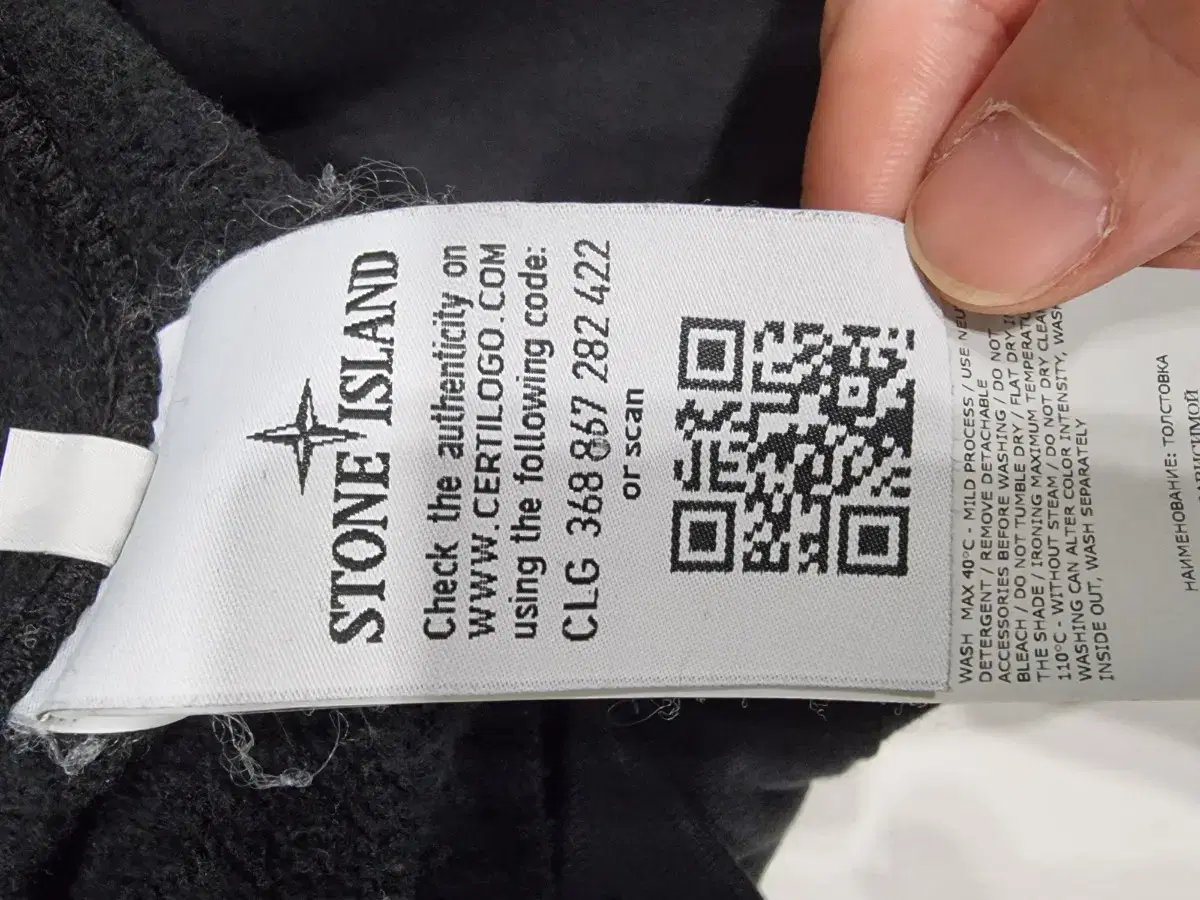 STONE ISLAND
Check the authenticity on
WWW.CERTILOGO.COM
using the following code:
CLG 368 867 282 422
or scan
WASH MAX 40°C - MILD PROCESS / USE
DETERGENT / REMOVE DETACHABLE
ACCESSORIES BEFORE WASHING / DO NOT
BLEACH / DO NOT TUMBLE DRY / FLAT DRY
THE SHADE / IRONING MAXIMUM
110°C - WITHOUT STEAM / DO NOT DRY CLEAN
WASHING CAN ALTER COLOR INTENSITY, WASH
INSIDE OUT, WASH SEPARATELY
НАИМЕНОВАНИЕ: ТОЛСТОВКА